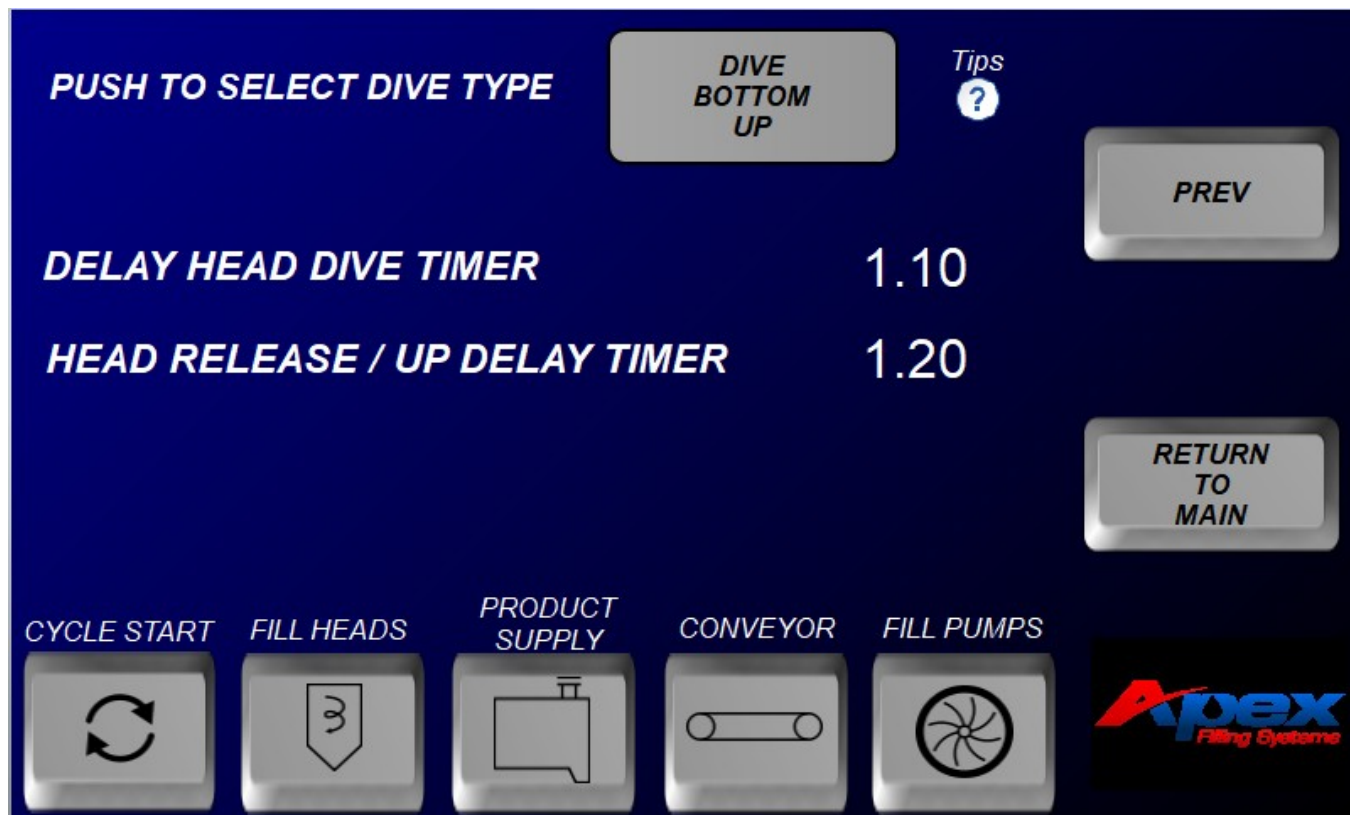 PUSH TO SELECT DIVE TYPE
DIVE
BOTTOM
UP
Tips
?
PREV
DELAY HEAD DIVE TIMER 1.10
HEAD RELEASE / UP DELAY TIMER 1.20
RETURN
TO
MAIN
CYCLE START
FILL HEADS
PRODUCT
SUPPLY
CONVEYOR
FILL PUMPS
Apex
Filling Systems